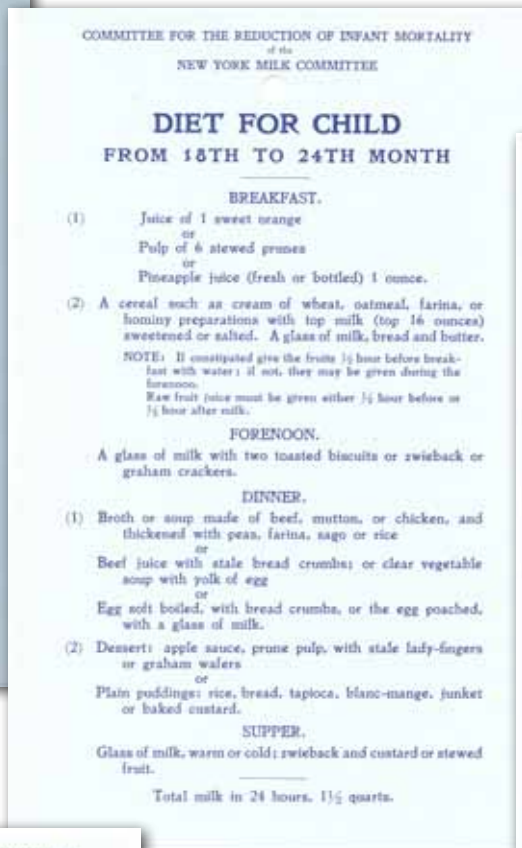 COMMITTEE FOR THE REDUCTION OF INFANT MORTALITY
of the
NEW YORK MILK COMMITTEE
DIET FOR CHILD
FROM 18TH TO 24TH MONTH
BREAKFAST.
(1) Juice of 1 sweet orange
or
Pulp of 6 stewed prunes
or
Pineapple juice (fresh or bottled) 1 ounce.
(2) A cereal such as cream of wheat, oatmeal, farina, or
hominy preparations with top milk (top 16 ounces)
sweetened or salted. A glass of milk, bread and butter.
NOTE: If constipated give the fruits ½ hour before break-
fast with water; if not, they may be given during the
forenoon.
Raw fruit juice must be given either ½ hour before or
½ hour after milk.
FORENOON.
A glass of milk with two toasted biscuits or zwieback or
graham crackers.
DINNER.
(1) Broth or soup made of beef, mutton, or chicken, and
thickened with peas, farina, sago or rice
or
Beef juice with stale bread crumbs; or clear vegetable
soup with yolk of egg
or
Egg soft boiled, with bread crumbs, or the egg poached,
with a glass of milk.
(2) Dessert: apple sauce, prune pulp, with stale lady-fingers
or graham wafers
or
Plain puddings: rice, bread, tapioca, blanc-mange, junket
or baked custard.
SUPPER.
Glass of milk, warm or cold; zwieback and custard or stewed
fruit.
Total milk in 24 hours, 1½ quarts.